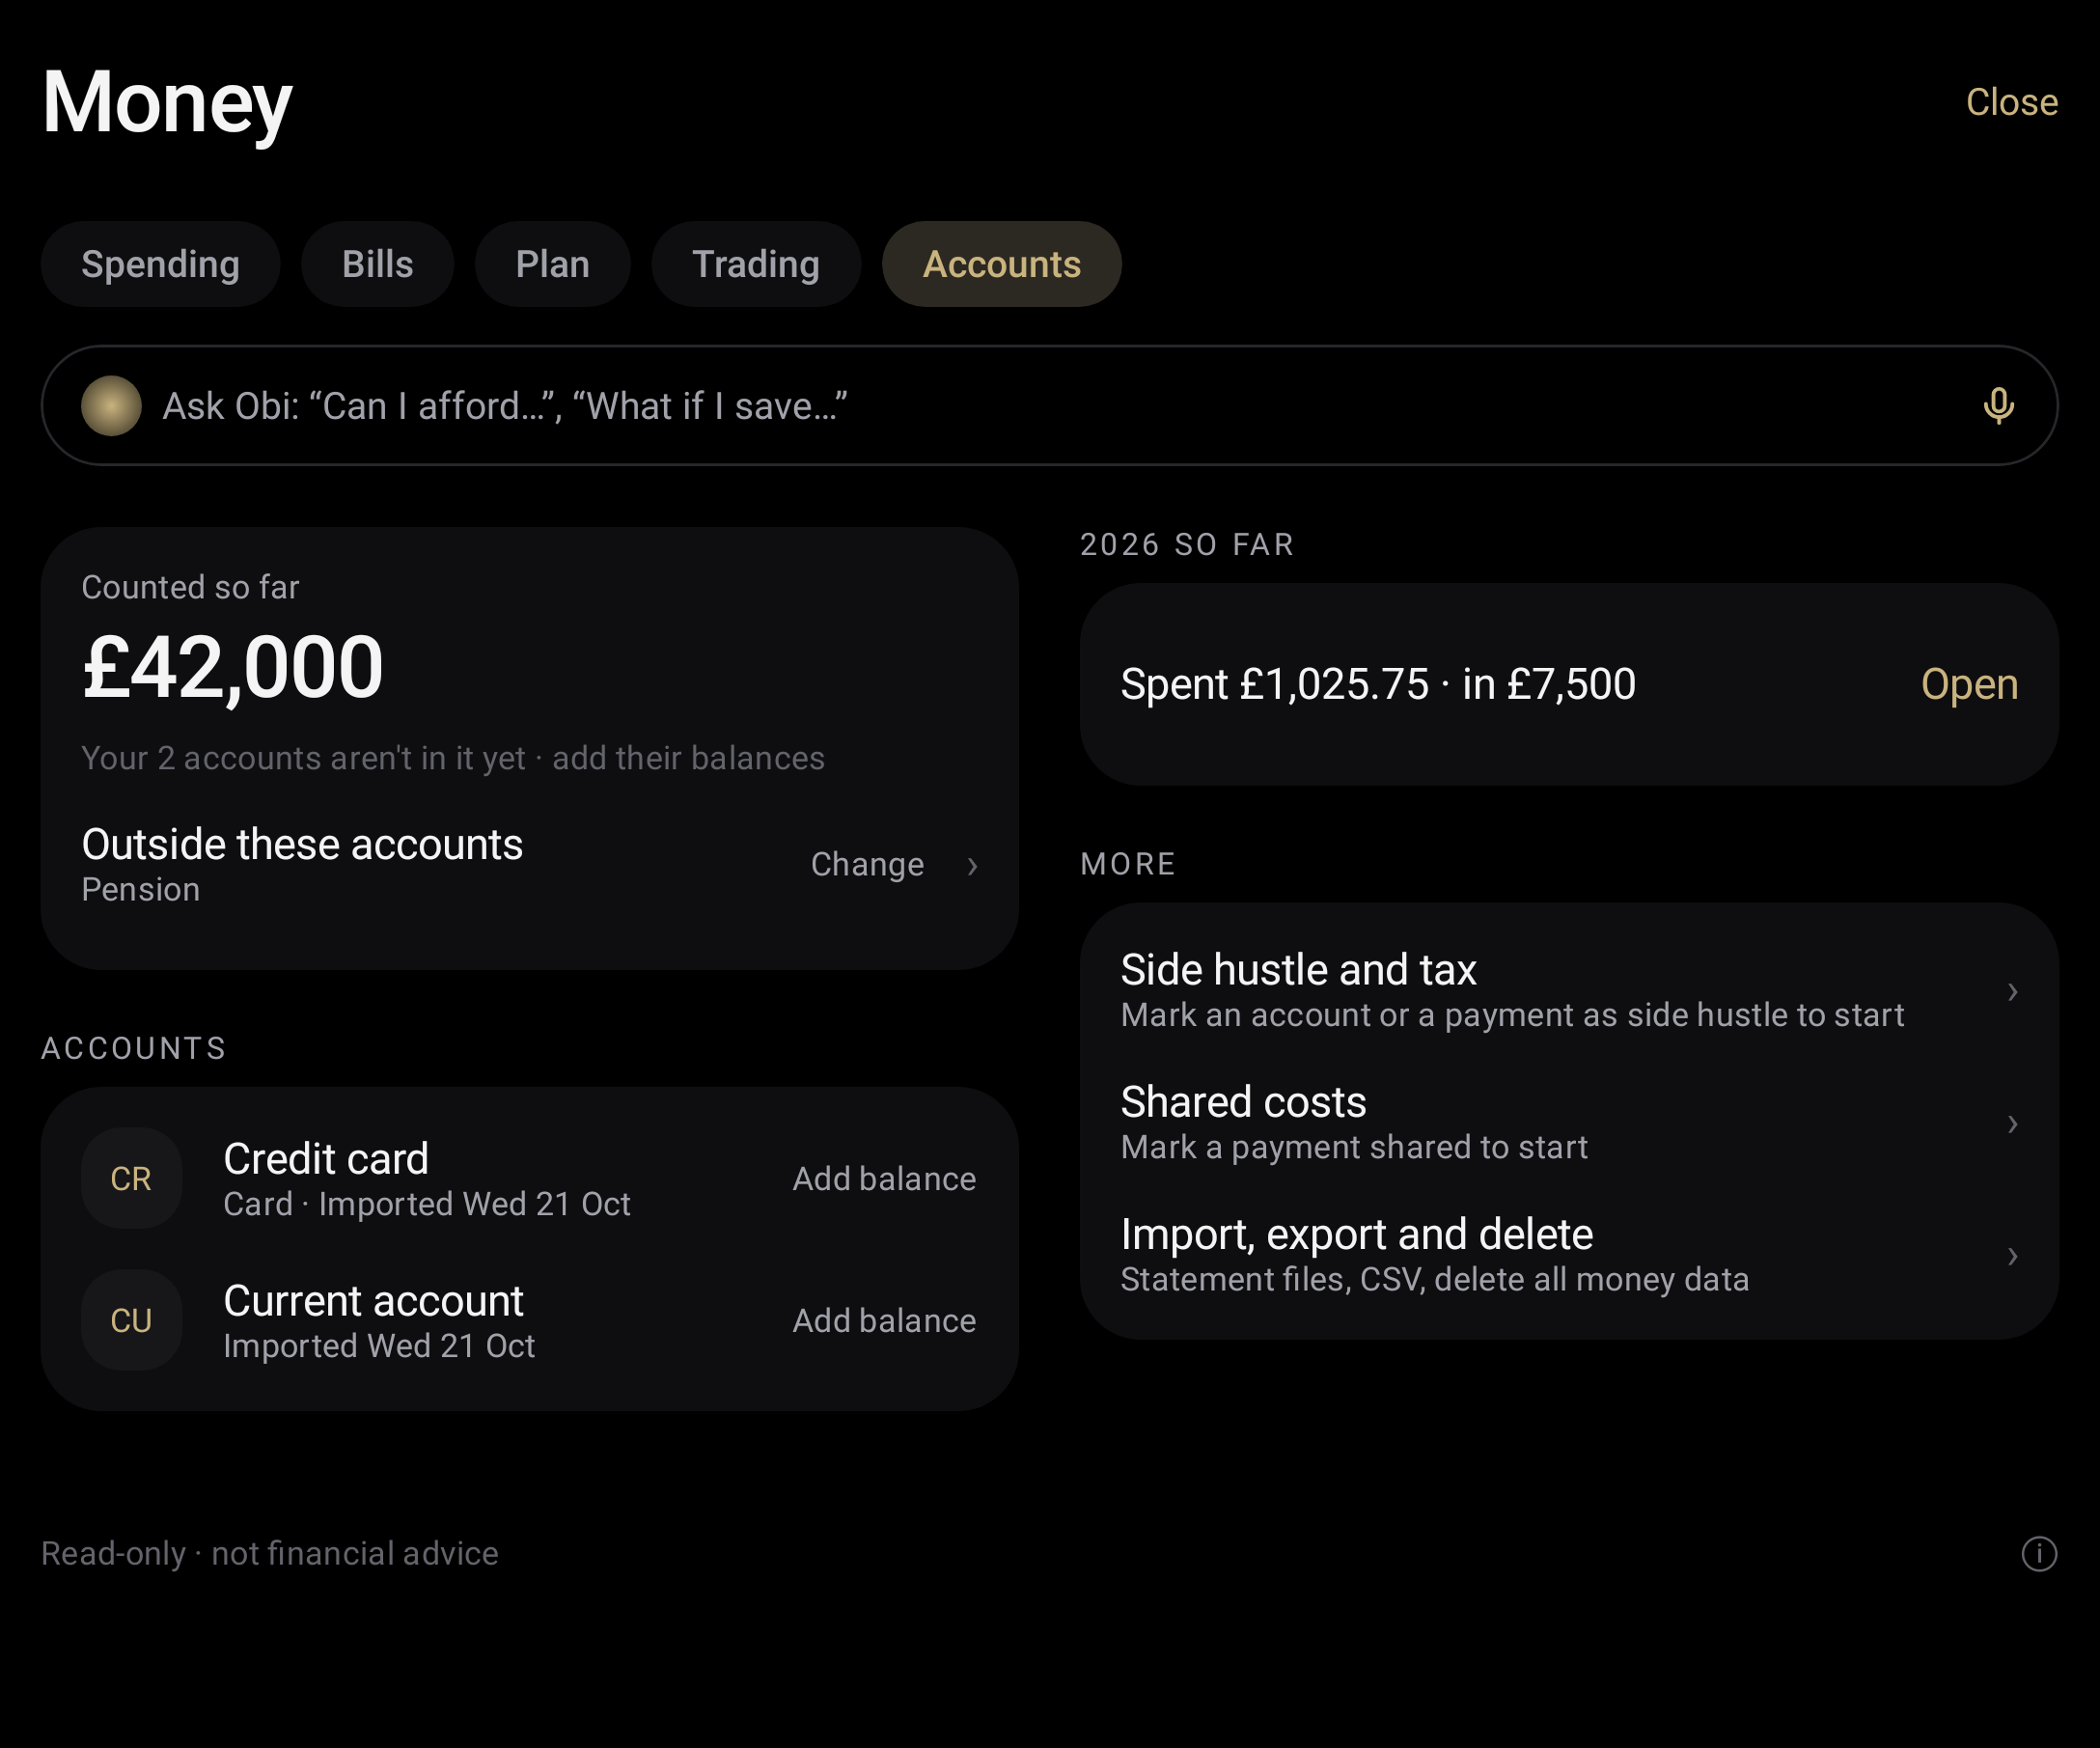 Money
Close
Spending
Bills
Plan
Trading
Accounts
Ask Obi: “Can I afford…”, “What if I save…”
Counted so far
£42,000
Your 2 accounts aren't in it yet · add their balances
Outside these accounts
Pension
Change ›
ACCOUNTS
CR
Credit card
Card · Imported Wed 21 Oct
Add balance
CU
Current account
Imported Wed 21 Oct
Add balance
2026 SO FAR
Spent £1,025.75 · in £7,500
Open
MORE
Side hustle and tax
Mark an account or a payment as side hustle to start
›
Shared costs
Mark a payment shared to start
›
Import, export and delete
Statement files, CSV, delete all money data
›
Read-only · not financial advice